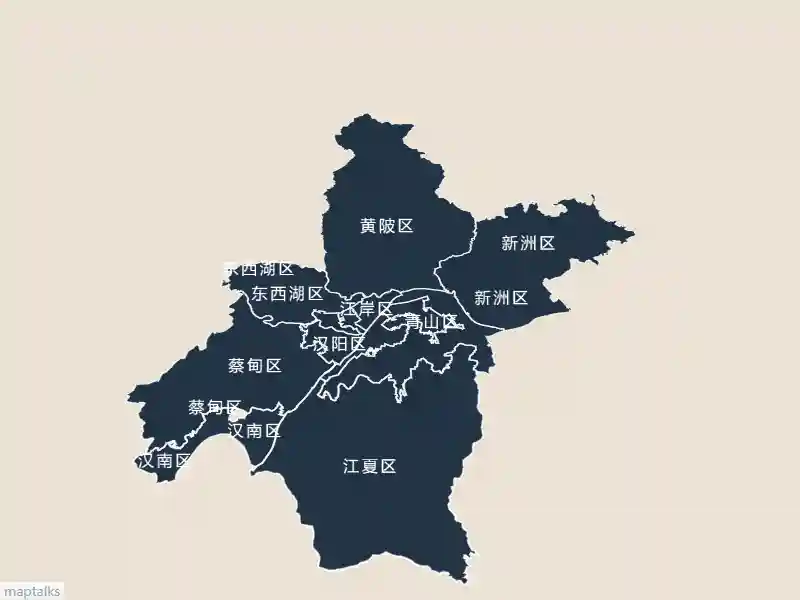 黄陂区
新洲区
东西湖区
东西湖区
新洲区
江岸区
青山区
汉阳区
蔡甸区
蔡甸区
汉南区
汉南区
江夏区
maptalks